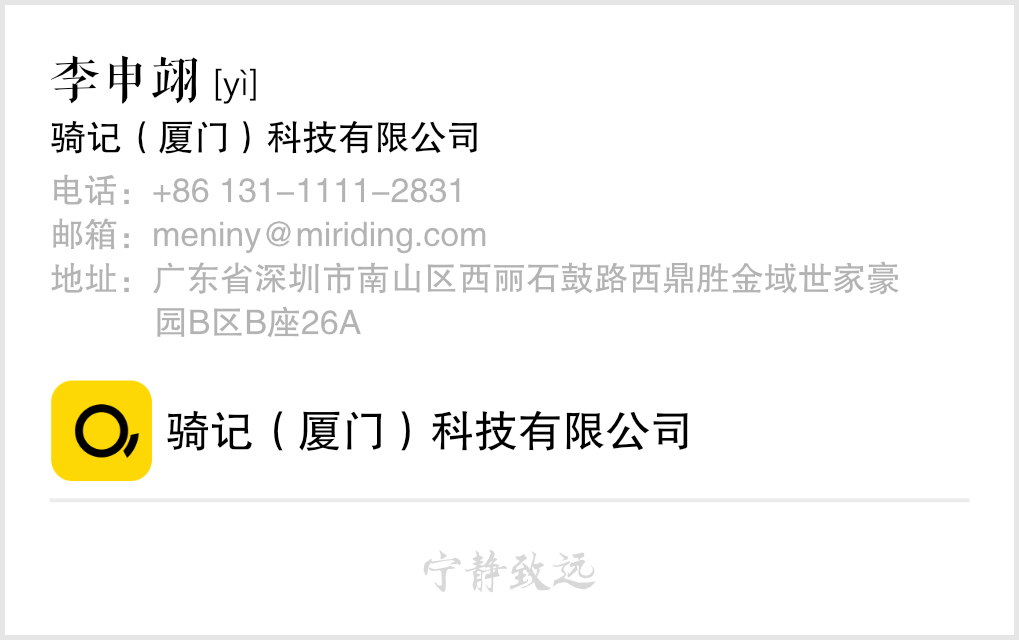 李申翊 [yì]
骑记（厦门）科技有限公司
电话：+86 131-1111-2831
邮箱：meniny@miriding.com
地址：广东省深圳市南山区西丽石鼓路西鼎胜金域世家豪
园B区B座26A
骑记（厦门）科技有限公司
宁静致远